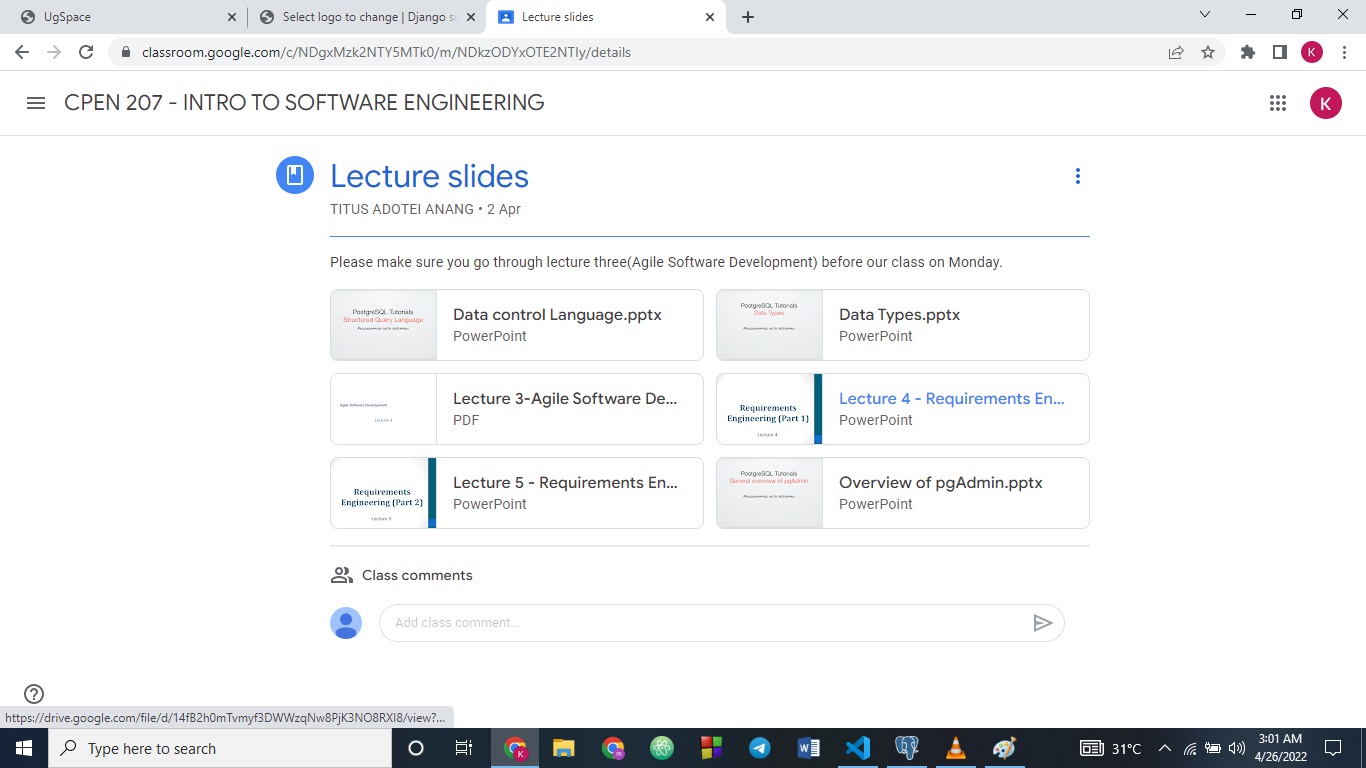 UgSpace
Select logo to change | Django si
Lecture slides
classroom.google.com/c/NDgxMzk2NTY5MTk0/m/NDkzODYxOTE2NTIy/details
K
CPEN 207 - INTRO TO SOFTWARE ENGINEERING
K
Lecture slides
TITUS ADOTEI ANANG • 2 Apr
Please make sure you go through lecture three(Agile Software Development) before our class on Monday.
PostgreSQL Tutorials
Structured Query Language
Data control Language.pptx
PowerPoint
PostgreSQL Tutorials
Data Types
Data Types.pptx
PowerPoint
Agile Software development
Lecture 3
Lecture 3-Agile Software De...
PDF
Requirements
Engineering (Part 1)
Lecture 4
Lecture 4 - Requirements En...
PowerPoint
Requirements
Engineering (Part 2)
Lecture 5
Lecture 5 - Requirements En...
PowerPoint
PostgreSQL Tutorials
General overview of pgAdmin
Overview of pgAdmin.pptx
PowerPoint
Class comments
Add class comment...
https://drive.google.com/file/d/14fB2h0mTvmyf3DWWzqNw8PjK3NO8RXI8/view?...
Type here to search
31°C
3:01 AM
4/26/2022